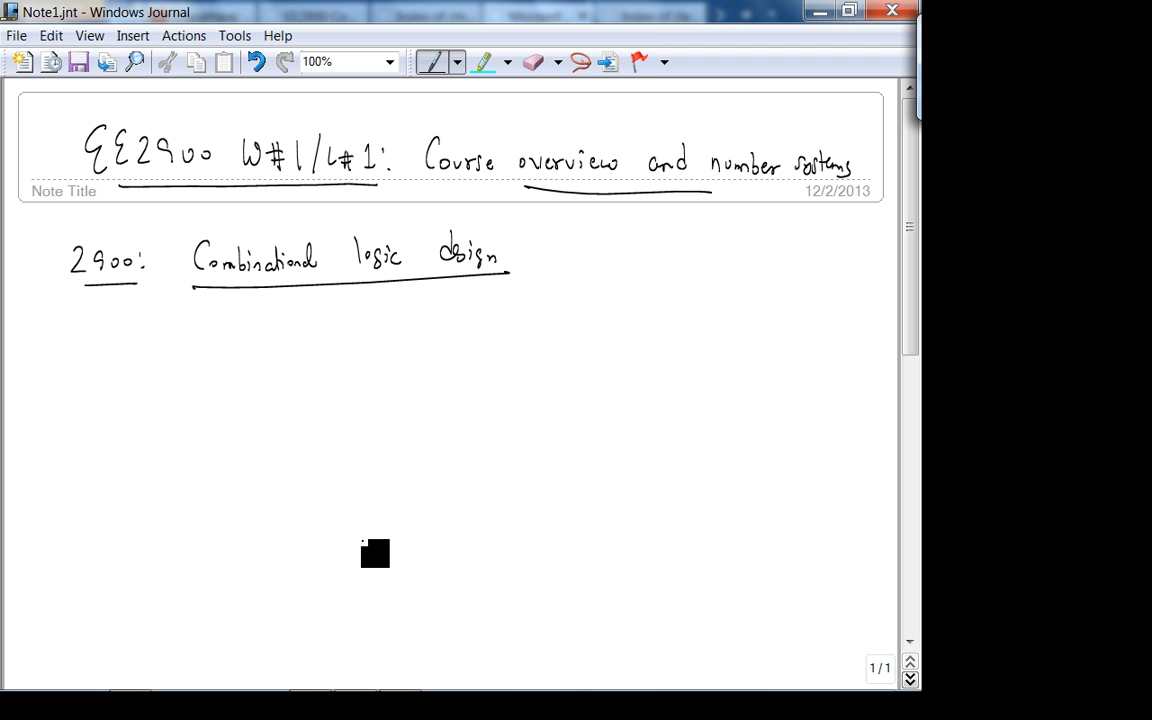 Note1.jnt - Windows Journal
File Edit View Insert Actions Tools Help
100%
EE2900 W#1/L#1: Course overview and number systems
Note Title 12/2/2013
2900: Combinational logic design
1/1